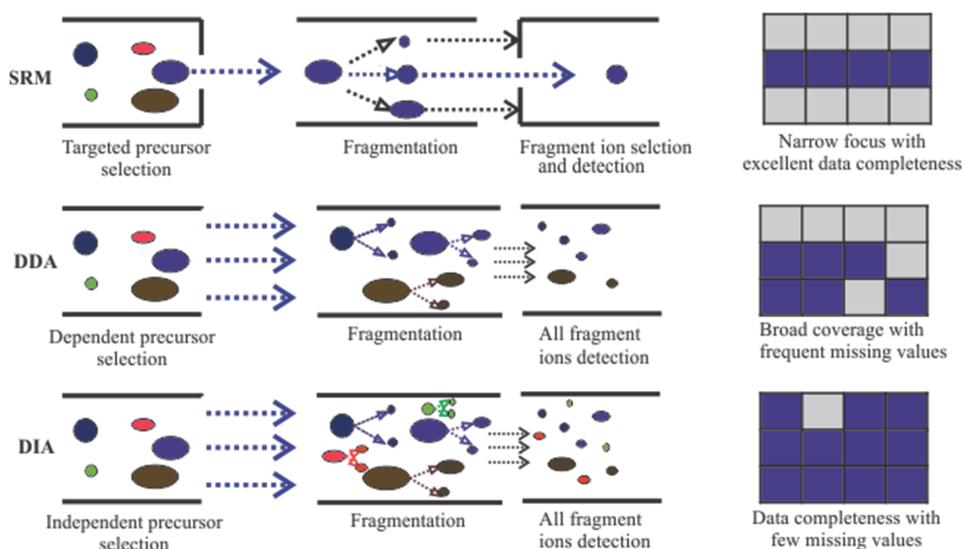 SRM
Targeted precursor
selection
Fragmentation
Fragment ion selction
and detection
Narrow focus with
excellent data completeness
DDA
Dependent precursor
selection
Fragmentation
All fragment
ions detection
Broad coverage with
frequent missing values
DIA
Independent precursor
selection
Fragmentation
All fragment
ions detection
Data completeness with
few missing values